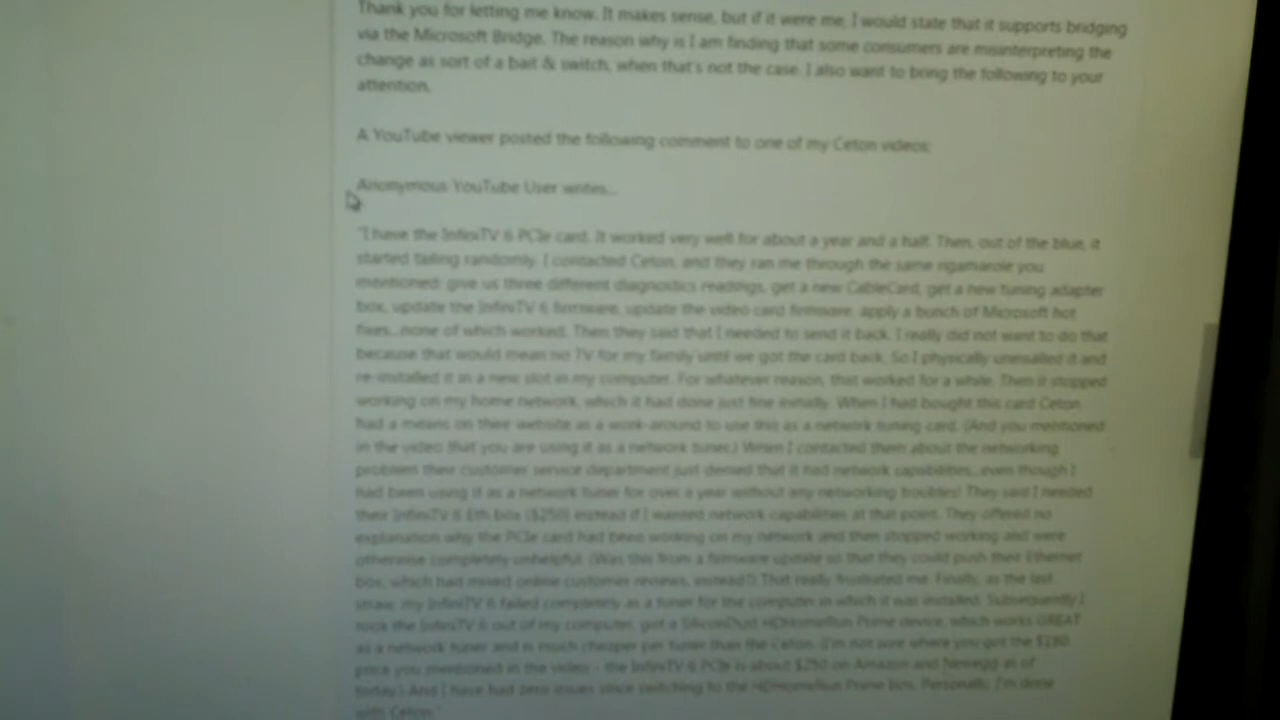 Thank you for letting me know. It makes sense, but if it were me, I would state that it supports bridging
via the Microsoft Bridge. The reason why is I am finding that some consumers are misinterpreting the
change as sort of a bait & switch, when that's not the case. I also want to bring the following to your
attention.
A YouTube viewer posted the following comment to one of my Ceton videos:
Anonymous YouTube User writes...
"I have the InfiniTV 6 PCIe card. It worked very well for about a year and a half. Then, out of the blue, it
started failing randomly. I contacted Ceton, and they ran me through the same rigamarole you
mentioned: give us three different diagnostics readings, get a new CableCard, get a new tuning adapter
box, update the InfiniTV 6 firmware, update the video card firmware, apply a bunch of Microsoft hot
fixes...none of which worked. Then they said that I needed to send it back. I really did not want to do that
because that would mean no TV for my family until we got the card back. So I physically uninstalled it and
re-installed it in a new slot in my computer. For whatever reason, that worked for a while. Then it stopped
working on my home network, which it had done just fine initially. When I had bought this card Ceton
had a means on their website as a work-around to use this as a network tuning card. (And you mentioned
in the video that you are using it as a network tuner.) When I contacted them about the networking
problem their customer service department just denied that it had network capabilities...even though I
had been using it as a network tuner for over a year without any networking troubles! They said I needed
their InfiniTV 6 Eth box ($250) instead if I wanted network capabilities at that point. They offered no
explanation why the PCIe card had been working on my network and then stopped working and were
otherwise completely unhelpful. (Was this from a firmware update so that they could push their Ethernet
box, which had mixed online customer reviews, instead?) That really frustrated me. Finally, as the last
straw, my InfiniTV 6 failed completely as a tuner for the computer in which it was installed. Subsequently I
took the InfiniTV 6 out of my computer, got a SiliconDust HDHomeRun Prime device, which works GREAT
as a network tuner and is much cheaper per tuner than the Ceton. (I'm not sure where you got the $180
price you mentioned in the video - the InfiniTV 6 PCIe is about $250 on Amazon and Newegg as of
today.) And I have had zero issues since switching to the HDHomeRun Prime box. Personally, I'm done
with Ceton."